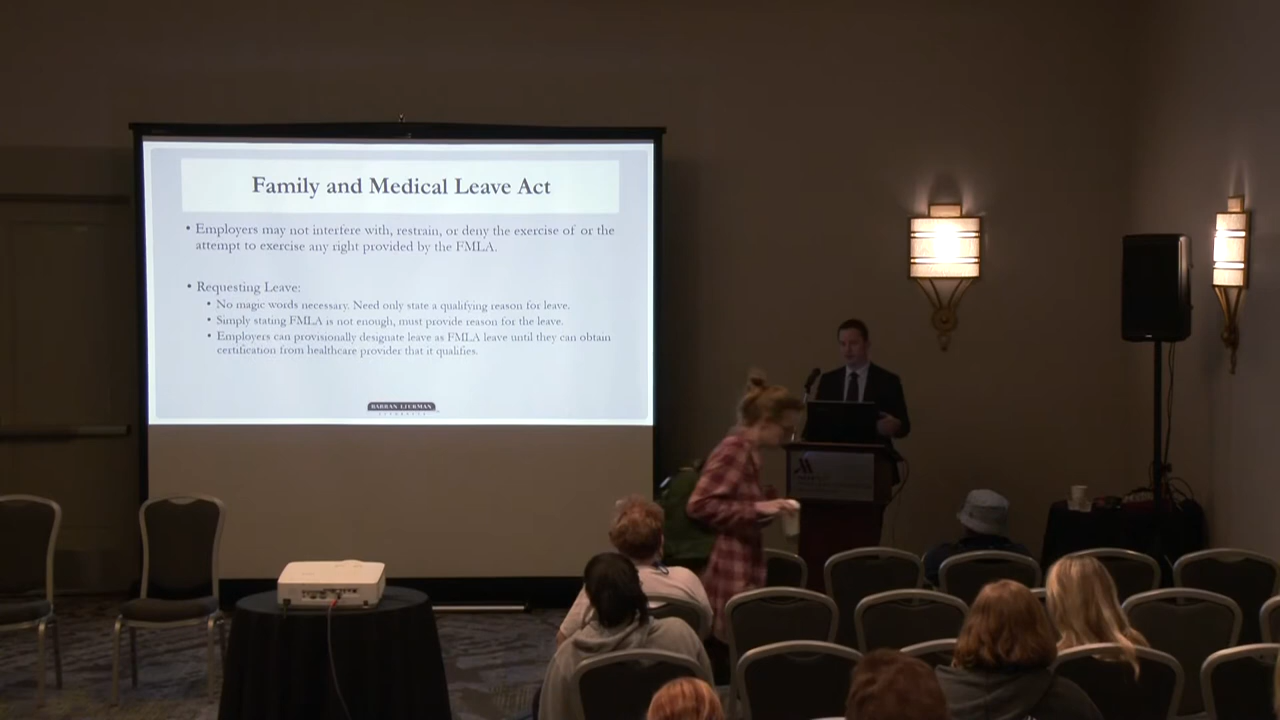 Family and Medical Leave Act
• Employers may not interfere with, restrain, or deny the exercise of or the
attempt to exercise any right provided by the FMLA.
• Requesting Leave:
• No magic words necessary. Need only state a qualifying reason for leave.
• Simply stating FMLA is not enough, must provide reason for the leave.
• Employers can provisionally designate leave as FMLA leave until they can obtain
certification from healthcare provider that it qualifies.
BARRAN LIEBMAN